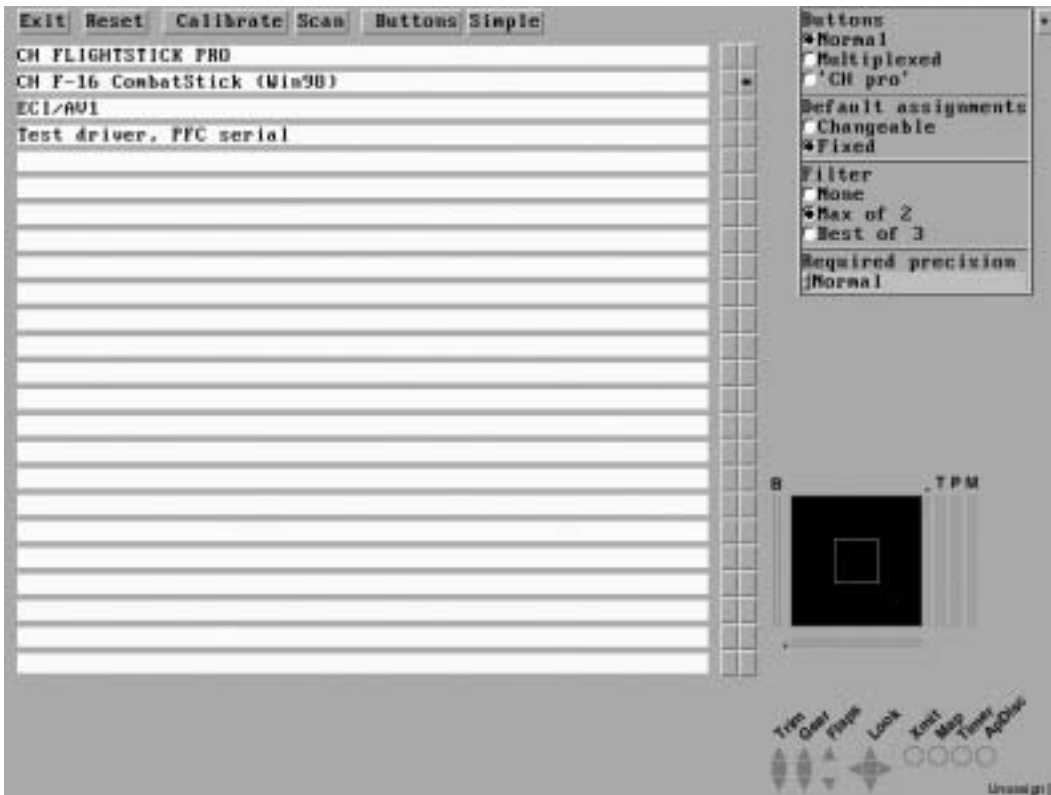 Exit Reset Calibrate Scan Buttons Simple
CH FLIGHTSTICK PRO
CH F-16 CombatStick (Win98)
ECI/AV1
Test driver, PFC serial
Buttons
Normal
Multiplexed
'CH pro'
Default assignments
Changeable
Fixed
Filter
None
Max of 2
Best of 3
Required precision
Normal
B
T P M
Trim Gear Flaps Look Xmit Map Timer ApDisc